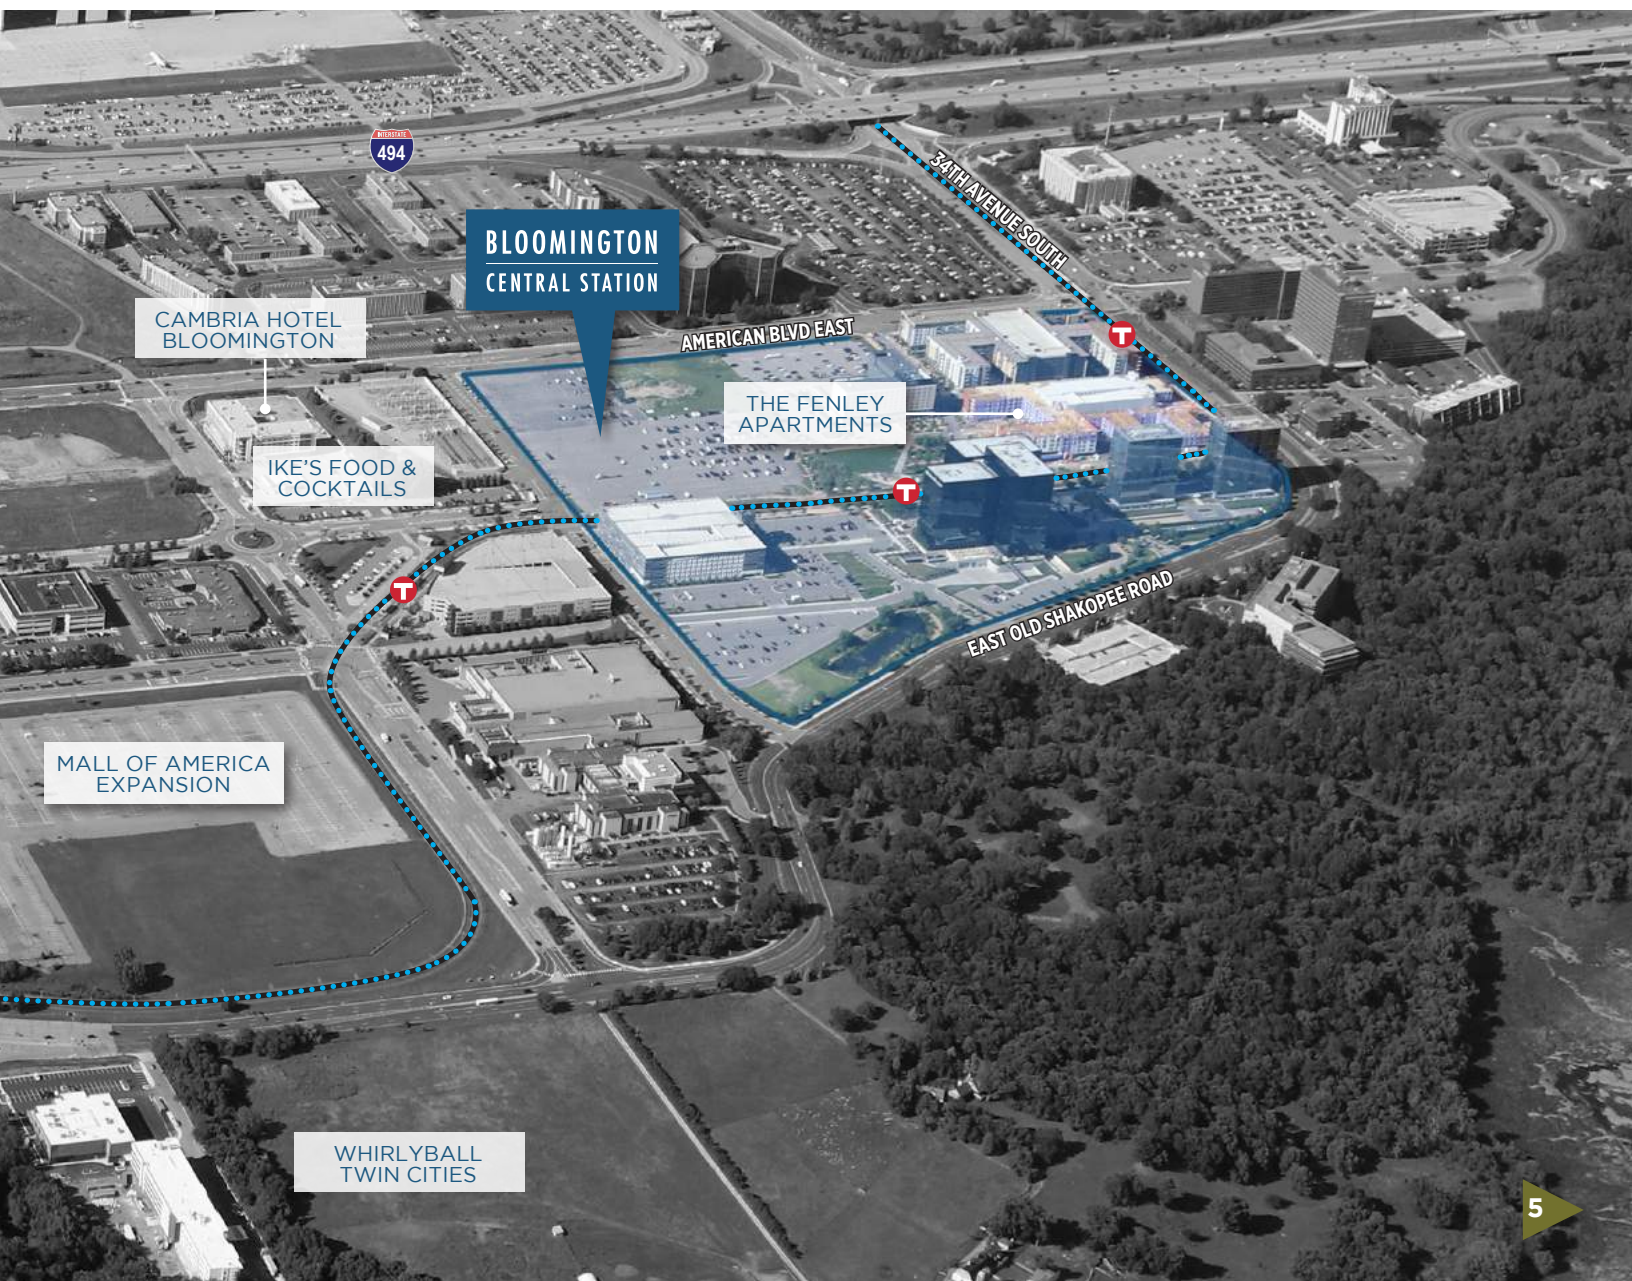 INTERSTATE
494
34TH AVENUE SOUTH
BLOOMINGTON
CENTRAL STATION
CAMBRIA HOTEL
BLOOMINGTON
AMERICAN BLVD EAST
T
THE FENLEY
APARTMENTS
IKE'S FOOD &
COCKTAILS
T
T
EAST OLD SHAKOPEE ROAD
MALL OF AMERICA
EXPANSION
WHIRLYBALL
TWIN CITIES
5